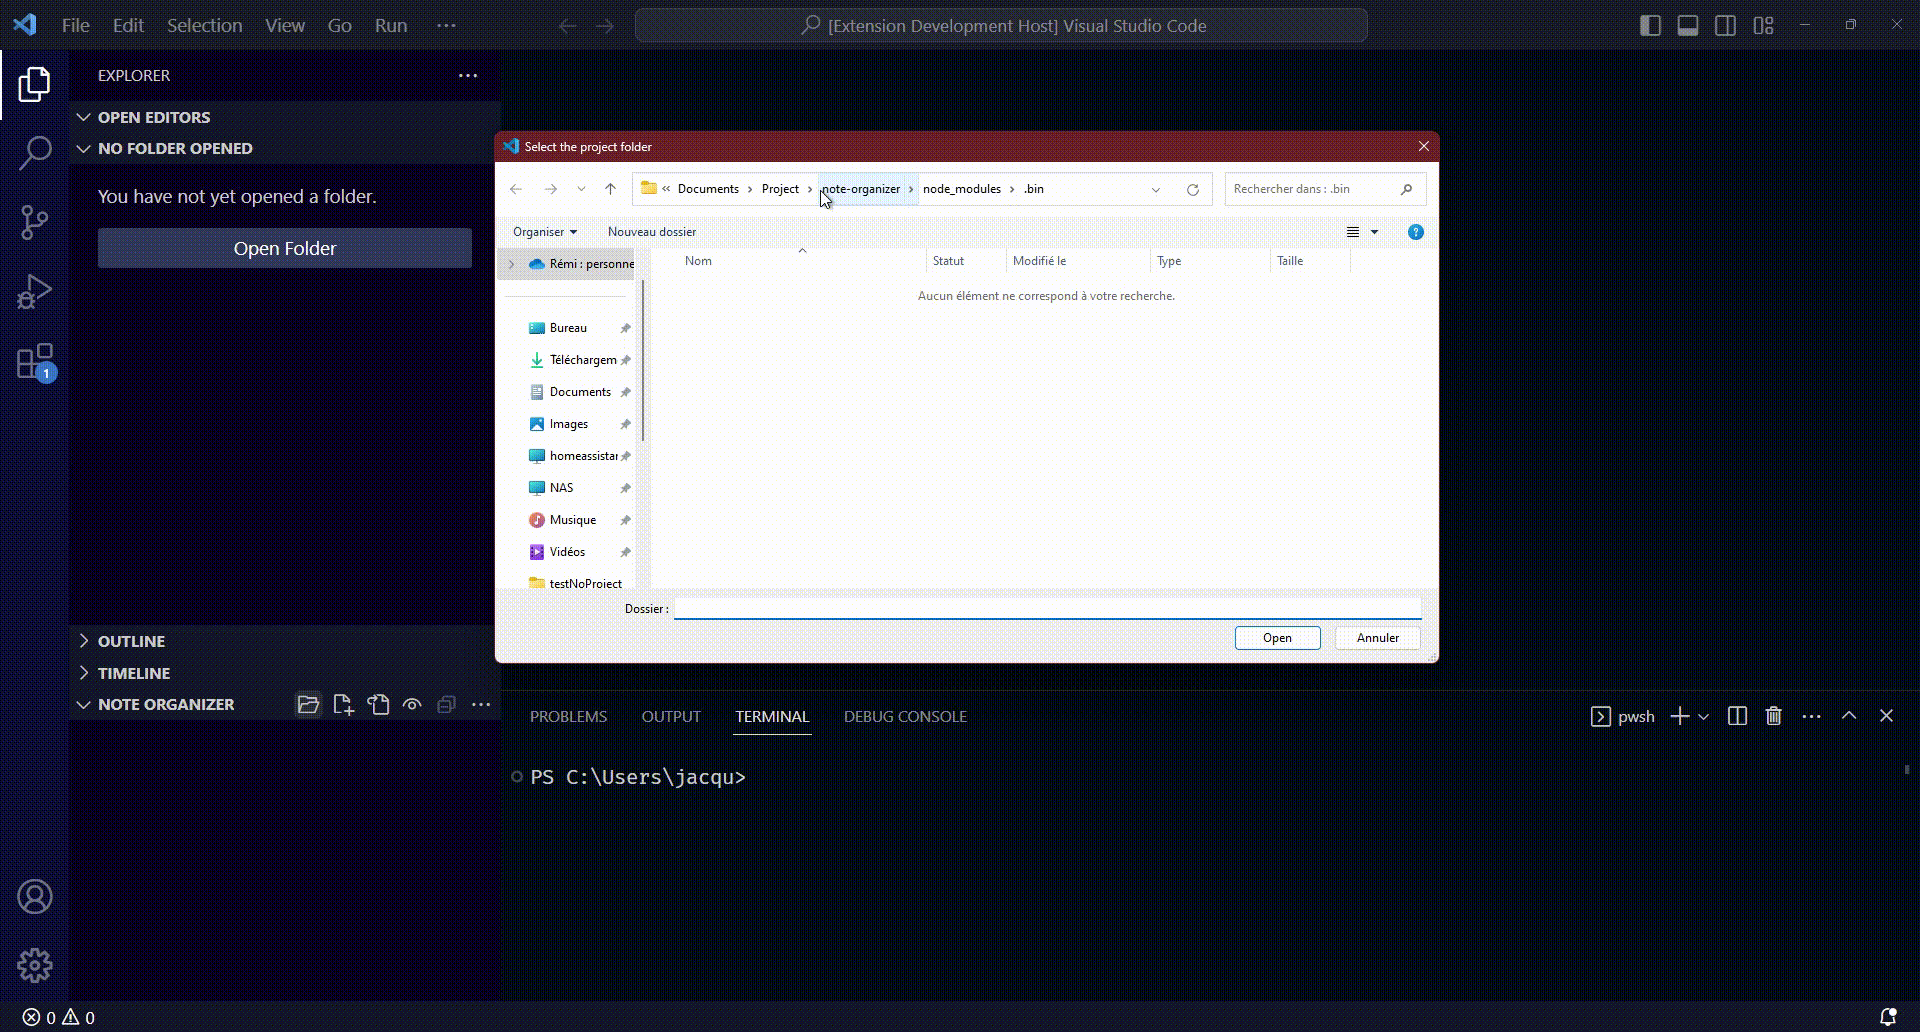 File Edit Selection View Go Run ···
[Extension Development Host] Visual Studio Code
EXPLORER
OPEN EDITORS
NO FOLDER OPENED
You have not yet opened a folder.
Open Folder
1
OUTLINE
TIMELINE
NOTE ORGANIZER
Select the project folder
« Documents › Project › note-organizer › node_modules › .bin
Rechercher dans : .bin
Organiser Nouveau dossier
Nom Statut Modifié le Type Taille
Aucun élément ne correspond à votre recherche.
Rémi : personne
Bureau
Téléchargem
Documents
Images
homeassistar
NAS
Musique
Vidéos
testNoProject
Dossier :
Open Annuler
PROBLEMS OUTPUT TERMINAL DEBUG CONSOLE
pwsh
PS C:\Users\jacqu>
0 0